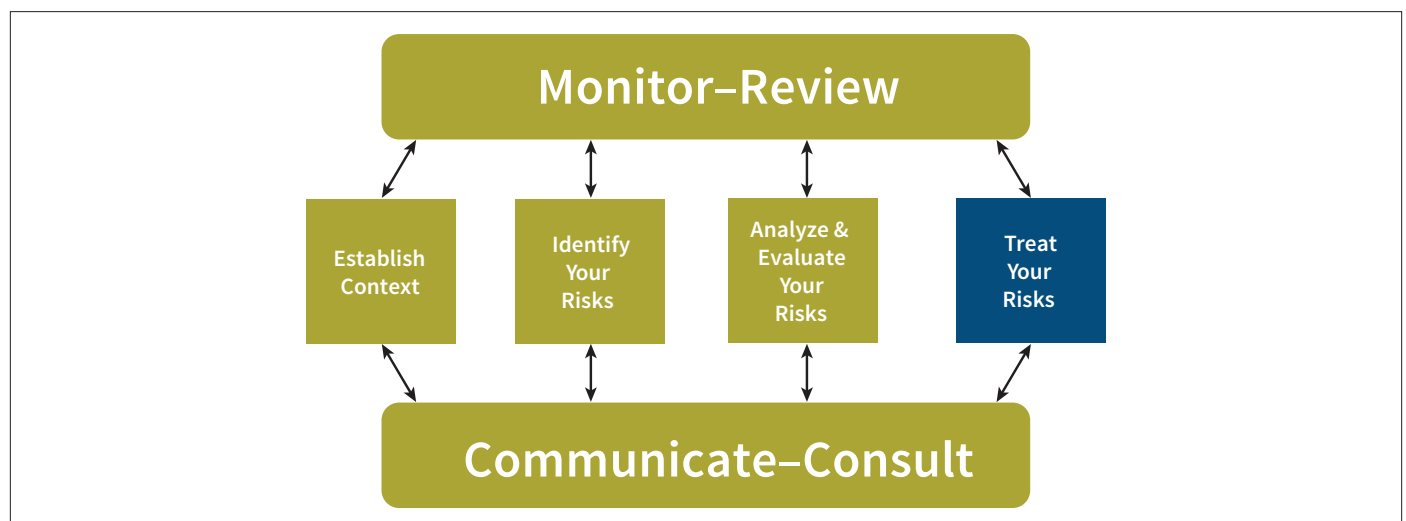 Monitor–Review
Establish
Context
Identify
Your
Risks
Analyze &
Evaluate
Your
Risks
Treat
Your
Risks
Communicate–Consult